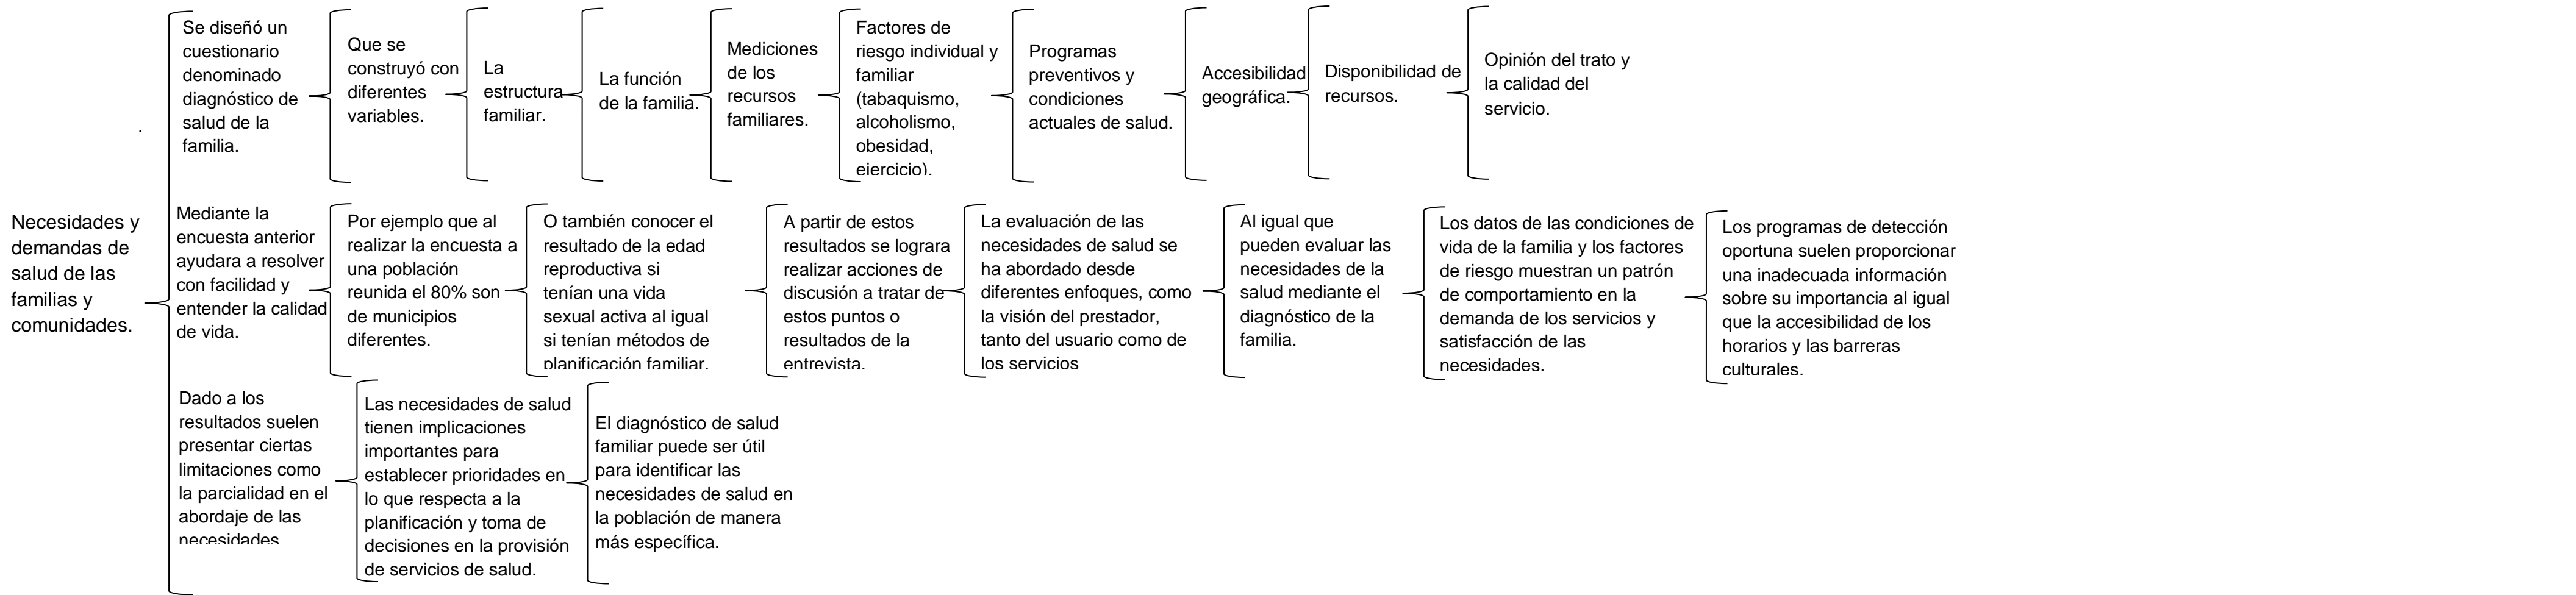 Necesidades y
demandas de
salud de las
familias y
comunidades.
.
Se diseñó un
cuestionario
denominado
diagnóstico de
salud de la
familia.
Que se
construyó con
diferentes
variables.
La
estructura
familiar.
La función
de la familia.
Mediciones
de los
recursos
familiares.
Factores de
riesgo individual y
familiar
(tabaquismo,
alcoholismo,
obesidad,
ejercicio).
Programas
preventivos y
condiciones
actuales de salud.
Accesibilidad
geográfica.
Disponibilidad de
recursos.
Opinión del trato y
la calidad del
servicio.
Mediante la
encuesta anterior
ayudara a resolver
con facilidad y
entender la calidad
de vida.
Por ejemplo que al
realizar la encuesta a
una población
reunida el 80% son
de municipios
diferentes.
O también conocer el
resultado de la edad
reproductiva si
tenían una vida
sexual activa al igual
si tenían métodos de
planificación familiar.
A partir de estos
resultados se lograra
realizar acciones de
discusión a tratar de
estos puntos o
resultados de la
entrevista.
La evaluación de las
necesidades de salud se
ha abordado desde
diferentes enfoques, como
la visión del prestador,
tanto del usuario como de
los servicios
Al igual que
pueden evaluar las
necesidades de la
salud mediante el
diagnóstico de la
familia.
Los datos de las condiciones de
vida de la familia y los factores
de riesgo muestran un patrón
de comportamiento en la
demanda de los servicios y
satisfacción de las
necesidades.
Los programas de detección
oportuna suelen proporcionar
una inadecuada información
sobre su importancia al igual
que la accesibilidad de los
horarios y las barreras
culturales.
Dado a los
resultados suelen
presentar ciertas
limitaciones como
la parcialidad en el
abordaje de las
necesidades
Las necesidades de salud
tienen implicaciones
importantes para
establecer prioridades en
lo que respecta a la
planificación y toma de
decisiones en la provisión
de servicios de salud.
El diagnóstico de salud
familiar puede ser útil
para identificar las
necesidades de salud en
la población de manera
más específica.